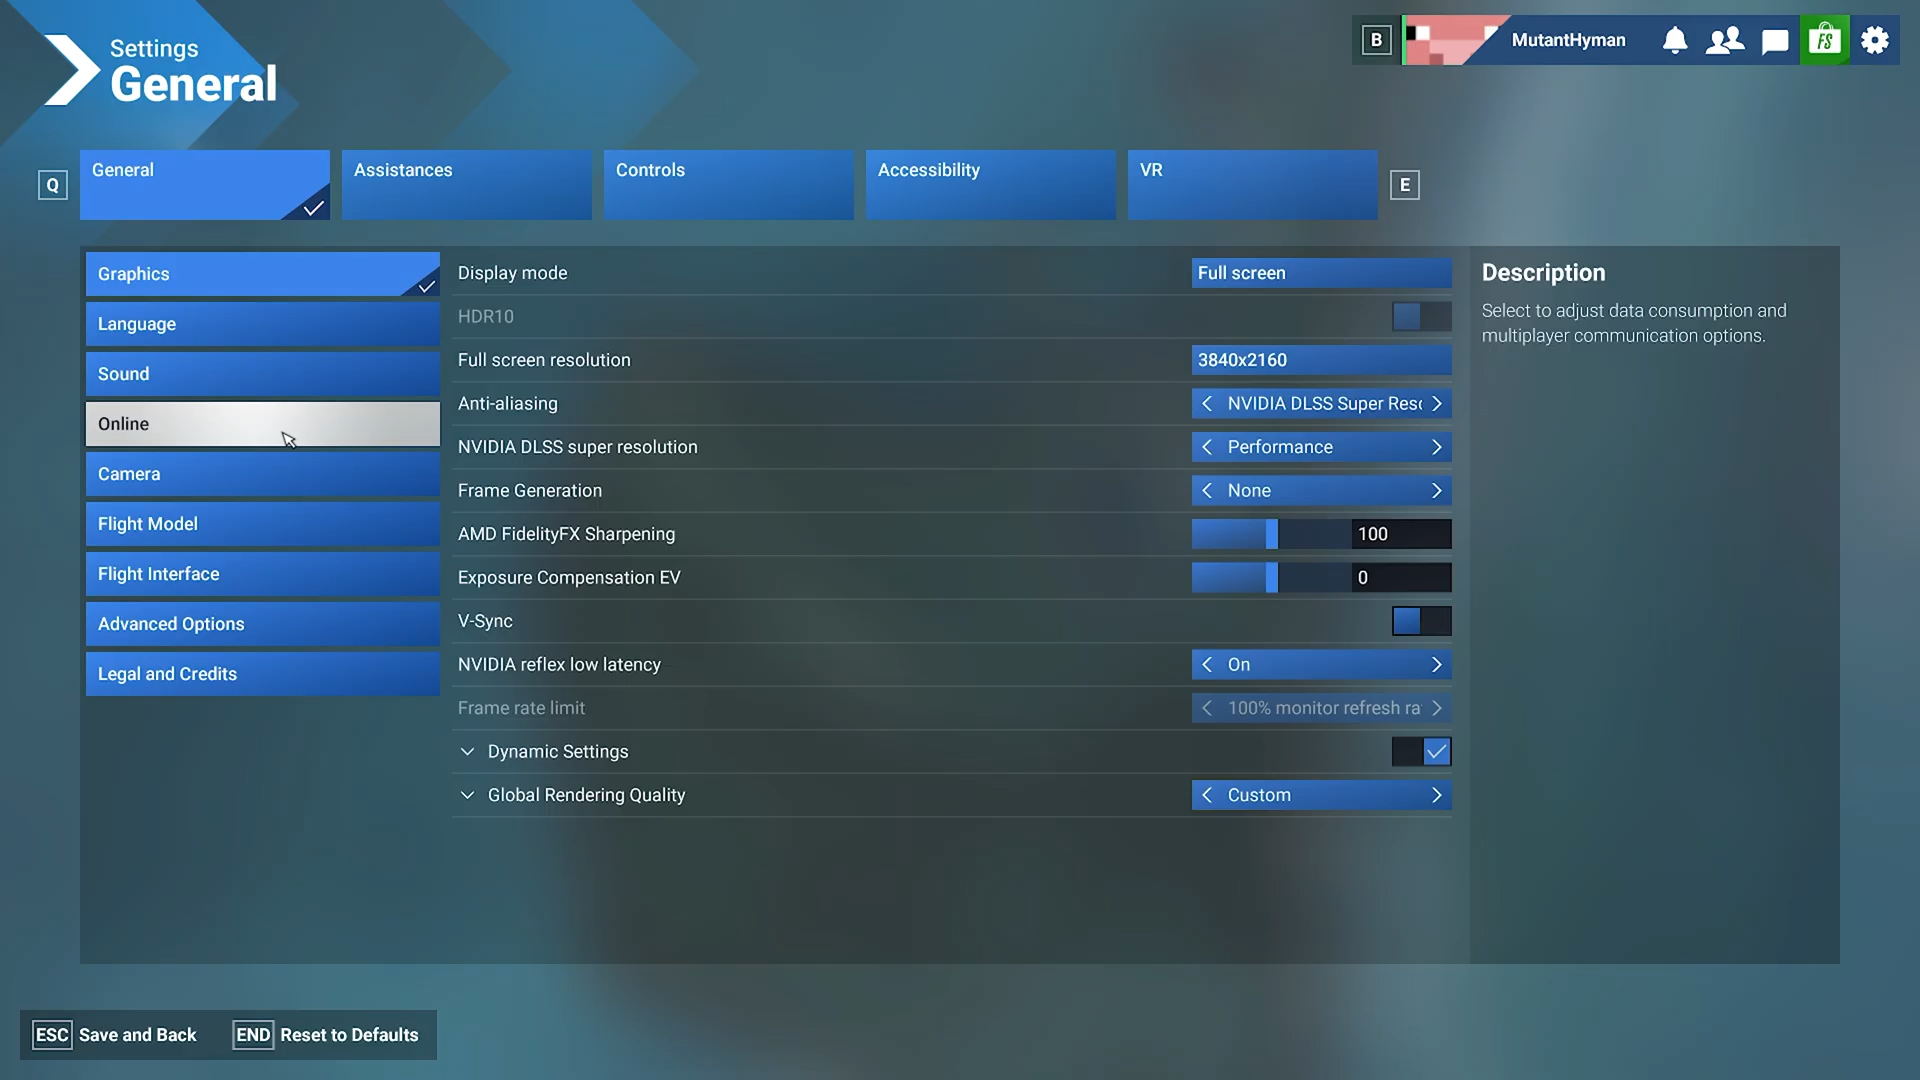 Settings
General
B
MutantHyman
FS
Q
General
Assistances
Controls
Accessibility
VR
E
Graphics
Language
Sound
Online
Camera
Flight Model
Flight Interface
Advanced Options
Legal and Credits
Display mode
Full screen
HDR10
Full screen resolution
3840x2160
Anti-aliasing
NVIDIA DLSS Super Reso
NVIDIA DLSS super resolution
Performance
Frame Generation
None
AMD FidelityFX Sharpening
100
Exposure Compensation EV
0
V-Sync
NVIDIA reflex low latency
On
Frame rate limit
100% monitor refresh ra
Dynamic Settings
Global Rendering Quality
Custom
Description
Select to adjust data consumption and
multiplayer communication options.
ESC Save and Back
END Reset to Defaults